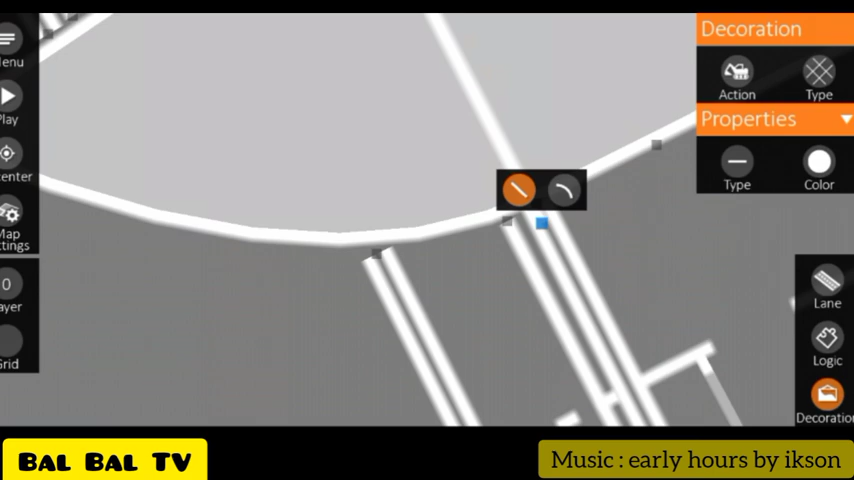 Decoration
enu
Action
Type
lay
Properties
enter
Type
Color
Map
ttings
0
ayer
Lane
Grid
Logic
Decoration
BAL BAL TV
Music : early hours by ikson